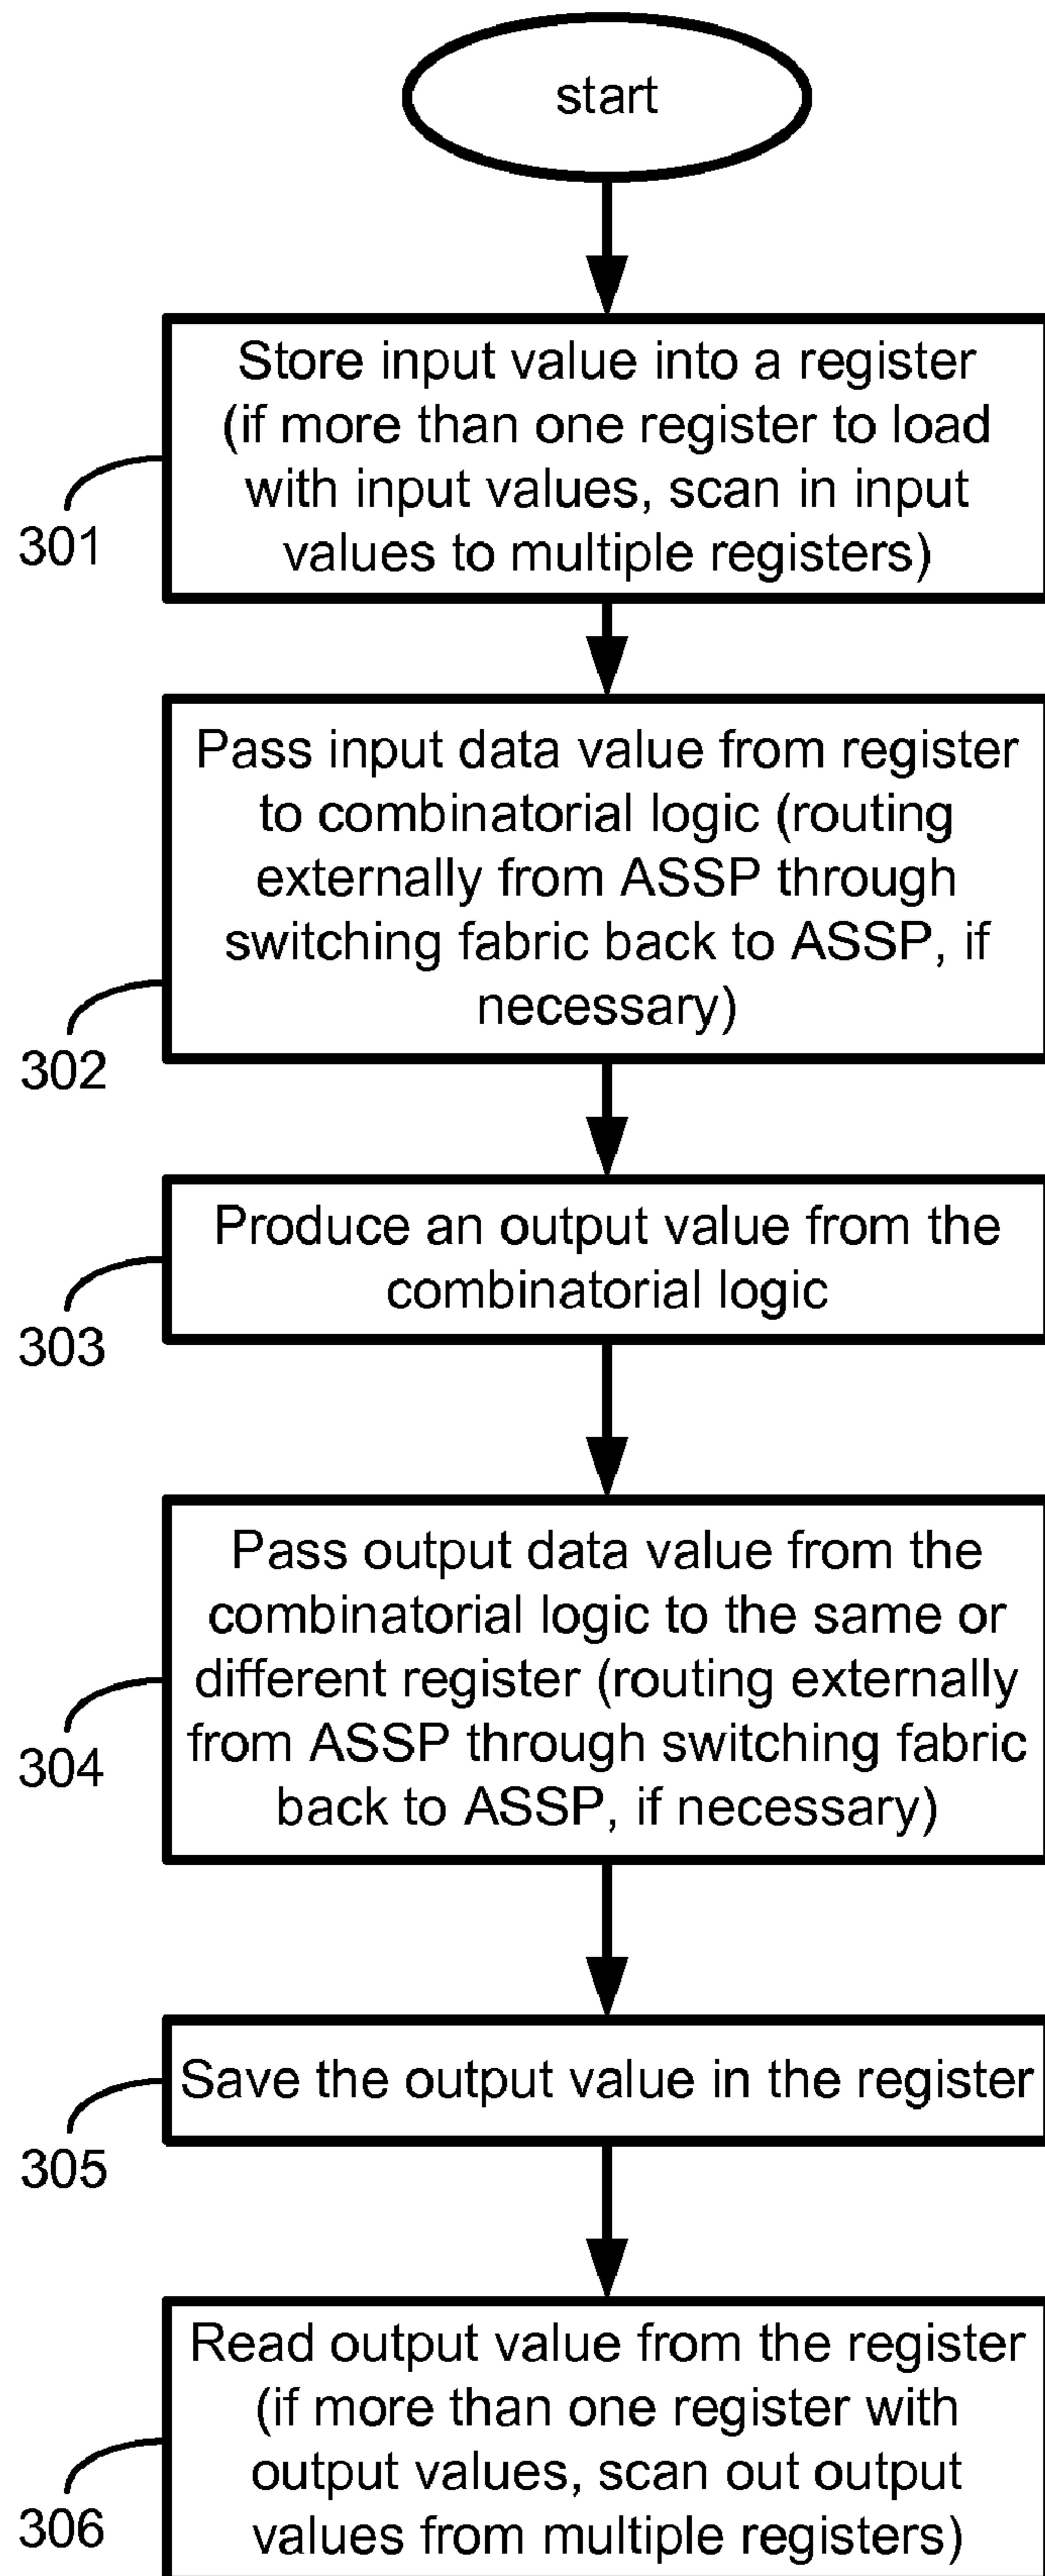 start
Store input value into a register
(if more than one register to load
with input values, scan in input
values to multiple registers)
301
Pass input data value from register
to combinatorial logic (routing
externally from ASSP through
switching fabric back to ASSP, if
necessary)
302
Produce an output value from the
combinatorial logic
303
Pass output data value from the
combinatorial logic to the same or
different register (routing externally
from ASSP through switching fabric
back to ASSP, if necessary)
304
Save the output value in the register
305
Read output value from the register
(if more than one register with
output values, scan out output
values from multiple registers)
306